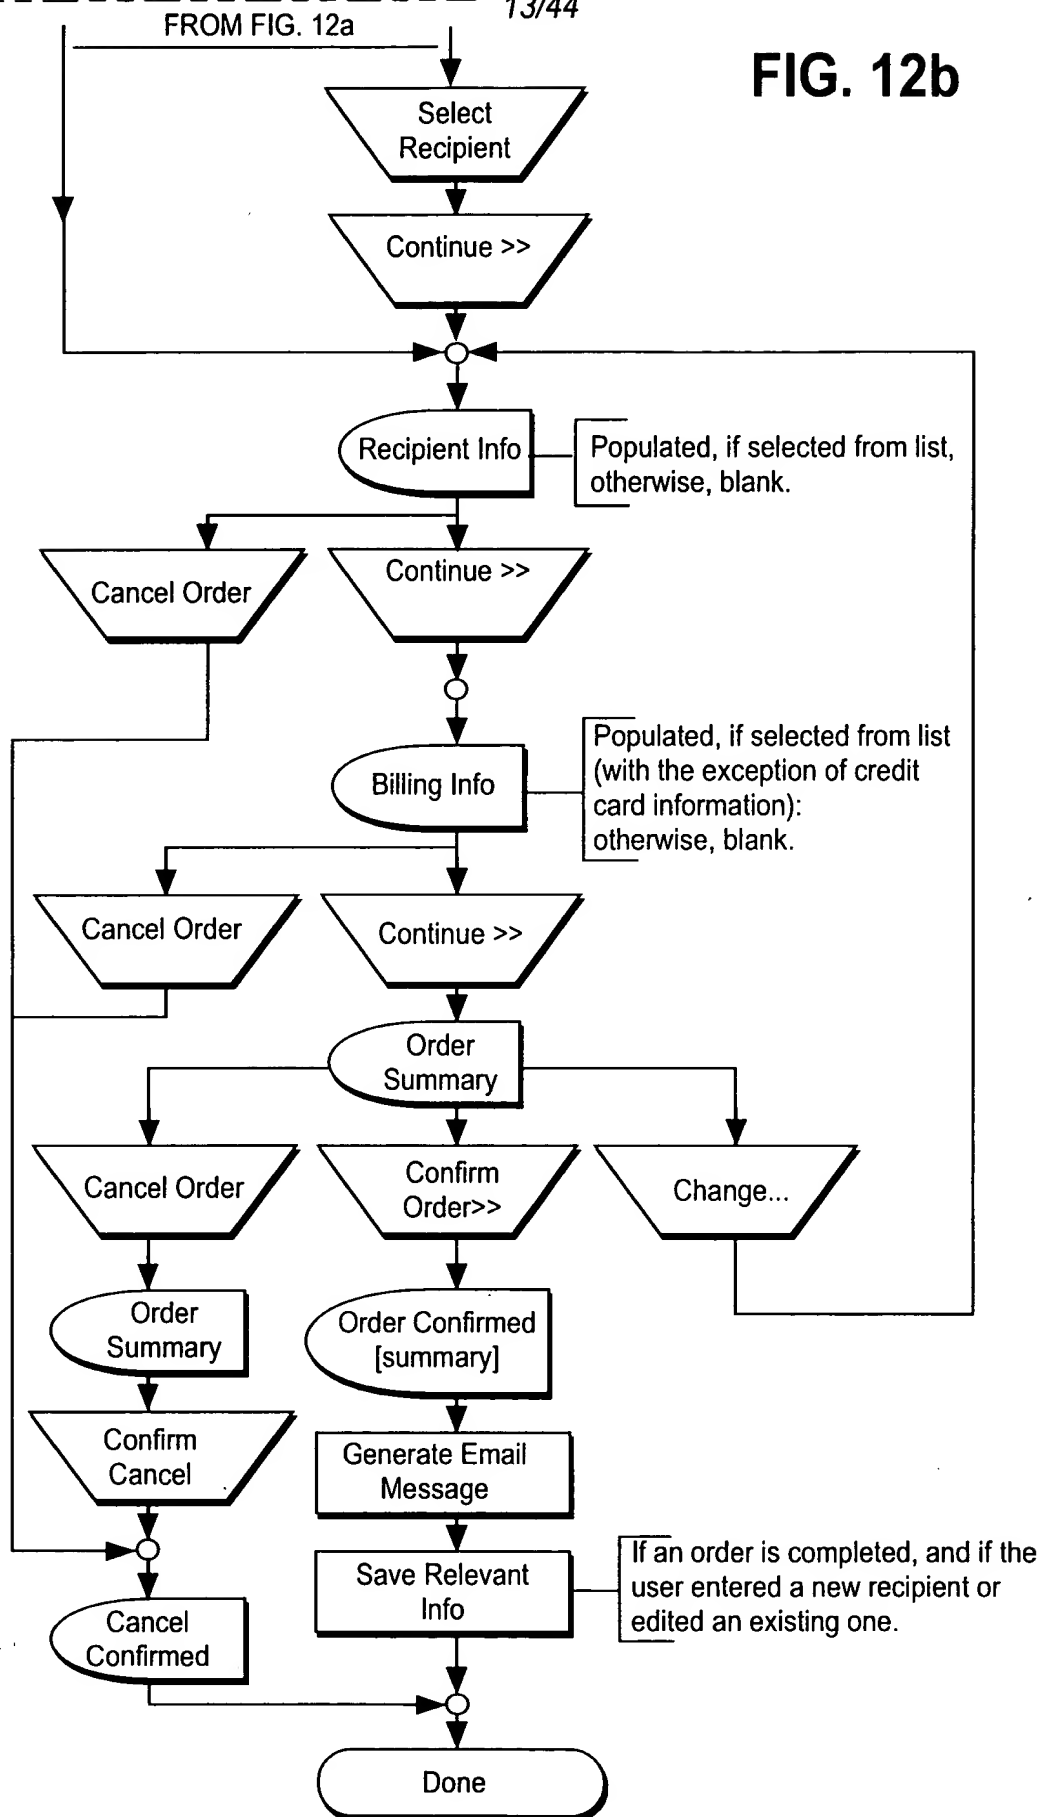 13/44
FROM FIG. 12a
FIG. 12b
Select
Recipient
Continue >>
Recipient Info
Populated, if selected from list,
otherwise, blank.
Cancel Order
Continue >>
Billing Info
Populated, if selected from list
(with the exception of credit
card information):
otherwise, blank.
Cancel Order
Continue >>
Order
Summary
Cancel Order
Confirm
Order>>
Change...
Order
Summary
Order Confirmed
[summary]
Confirm
Cancel
Generate Email
Message
Save Relevant
Info
If an order is completed, and if the
user entered a new recipient or
edited an existing one.
Cancel
Confirmed
Done